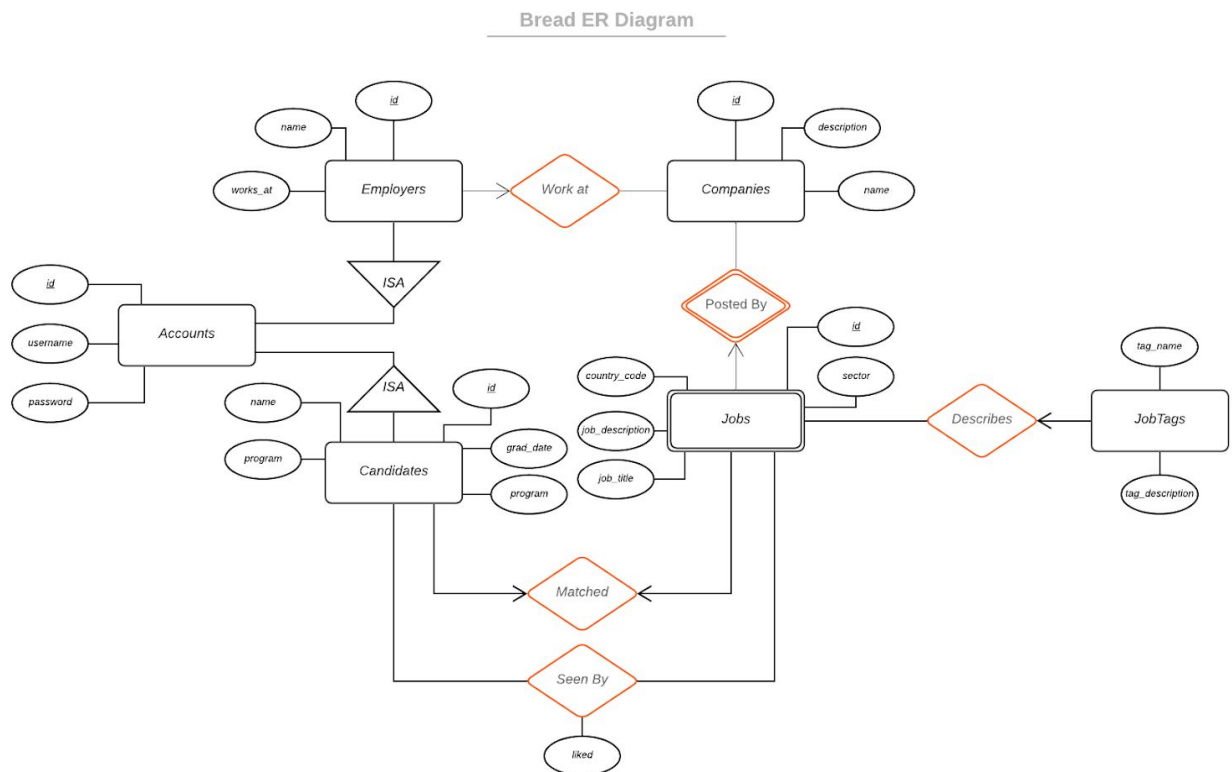 Bread ER Diagram
id
name
works_at
Employers
Work at
id
description
Companies
name
ISA
id
username
password
Accounts
Posted By
ISA
name
program
id
grad_date
program
Candidates
country_code
job_description
job_title
id
sector
Jobs
Describes
tag_name
JobTags
tag_description
Matched
Seen By
liked